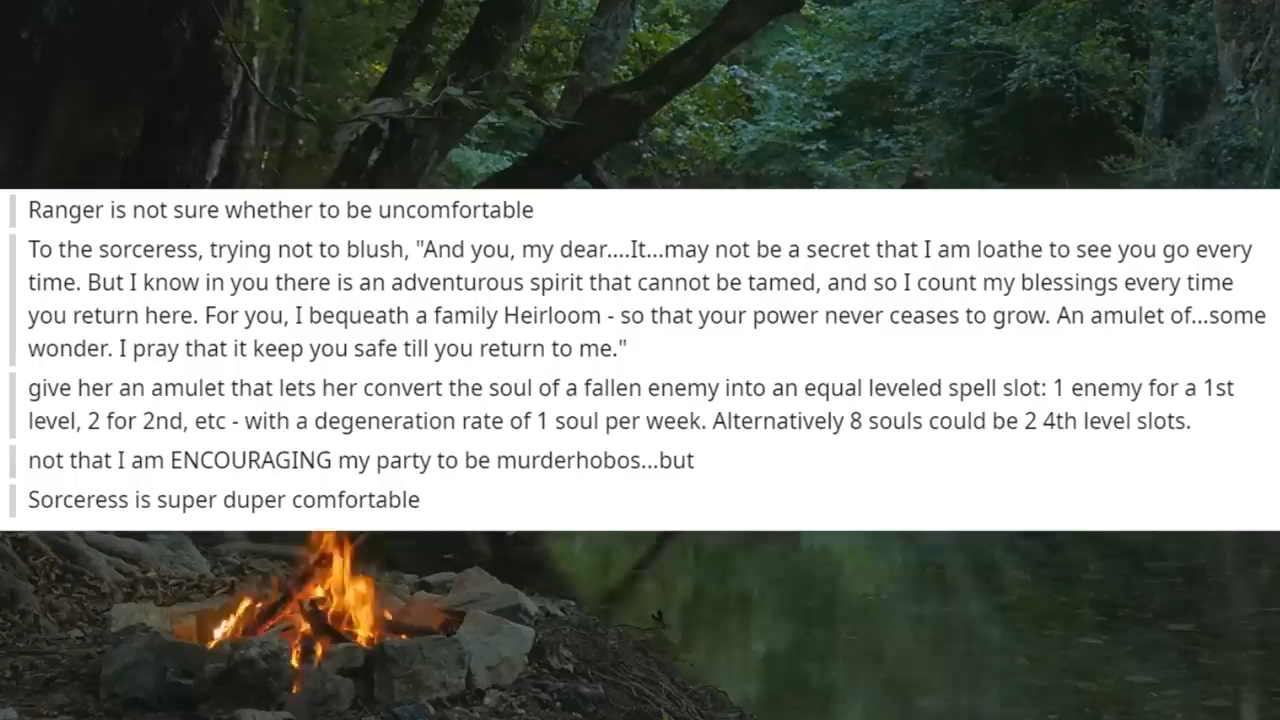 Ranger is not sure whether to be uncomfortable
To the sorceress, trying not to blush, "And you, my dear....It...may not be a secret that I am loathe to see you go every
time. But I know in you there is an adventurous spirit that cannot be tamed, and so I count my blessings every time
you return here. For you, I bequeath a family Heirloom - so that your power never ceases to grow. An amulet of...some
wonder. I pray that it keep you safe till you return to me."
give her an amulet that lets her convert the soul of a fallen enemy into an equal leveled spell slot: 1 enemy for a 1st
level, 2 for 2nd, etc - with a degeneration rate of 1 soul per week. Alternatively 8 souls could be 2 4th level slots.
not that I am ENCOURAGING my party to be murderhobos...but
Sorceress is super duper comfortable